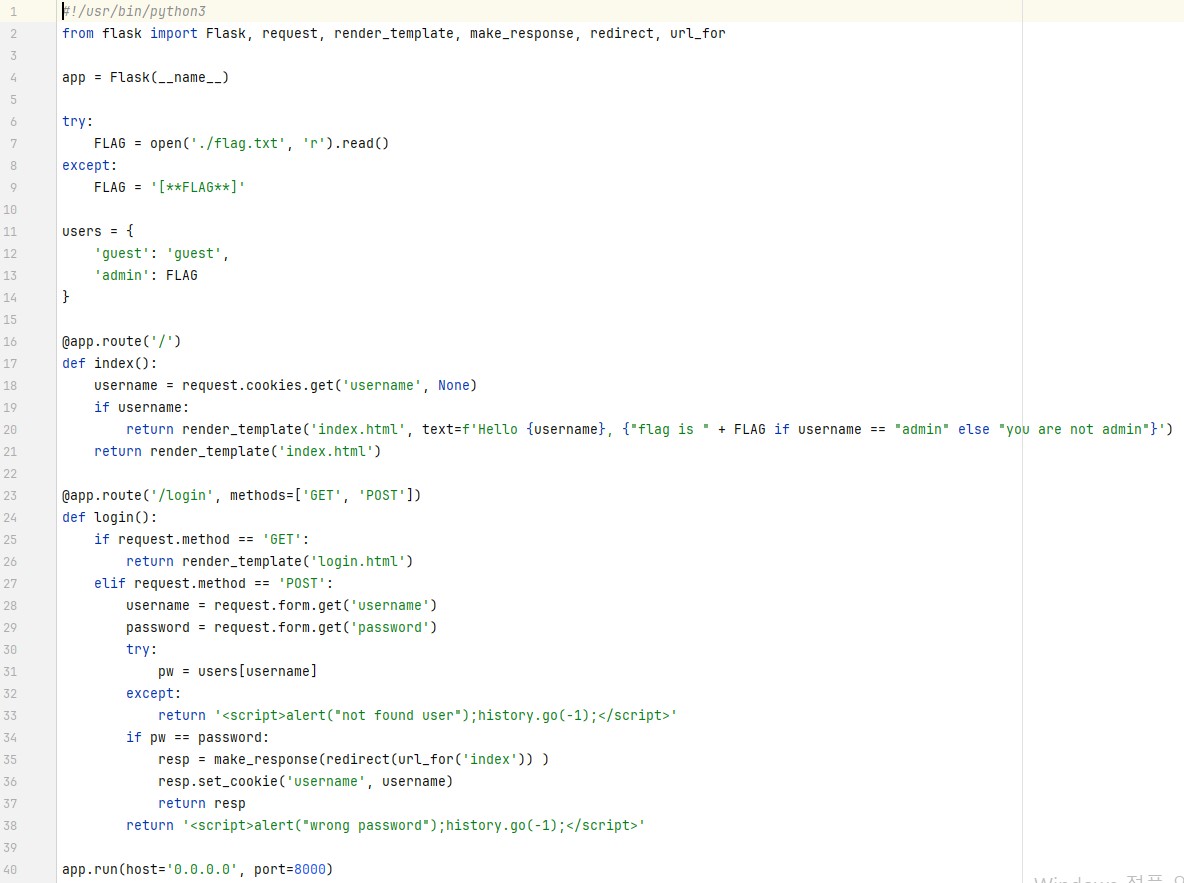 1 #!/usr/bin/python3
2 from flask import Flask, request, render_template, make_response, redirect, url_for
3
4 app = Flask(__name__)
5
6 try:
7     FLAG = open('./flag.txt', 'r').read()
8 except:
9     FLAG = '[**FLAG**]'
10
11 users = {
12     'guest': 'guest',
13     'admin': FLAG
14 }
15
16 @app.route('/')
17 def index():
18     username = request.cookies.get('username', None)
19     if username:
20         return render_template('index.html', text=f'Hello {username}, {"flag is " + FLAG if username == "admin" else "you are not admin"}')
21     return render_template('index.html')
22
23 @app.route('/login', methods=['GET', 'POST'])
24 def login():
25     if request.method == 'GET':
26         return render_template('login.html')
27     elif request.method == 'POST':
28         username = request.form.get('username')
29         password = request.form.get('password')
30         try:
31             pw = users[username]
32         except:
33             return '<script>alert("not found user");history.go(-1);</script>'
34         if pw == password:
35             resp = make_response(redirect(url_for('index')) )
36             resp.set_cookie('username', username)
37             return resp
38         return '<script>alert("wrong password");history.go(-1);</script>'
39
40 app.run(host='0.0.0.0', port=8000)
Windows 정품